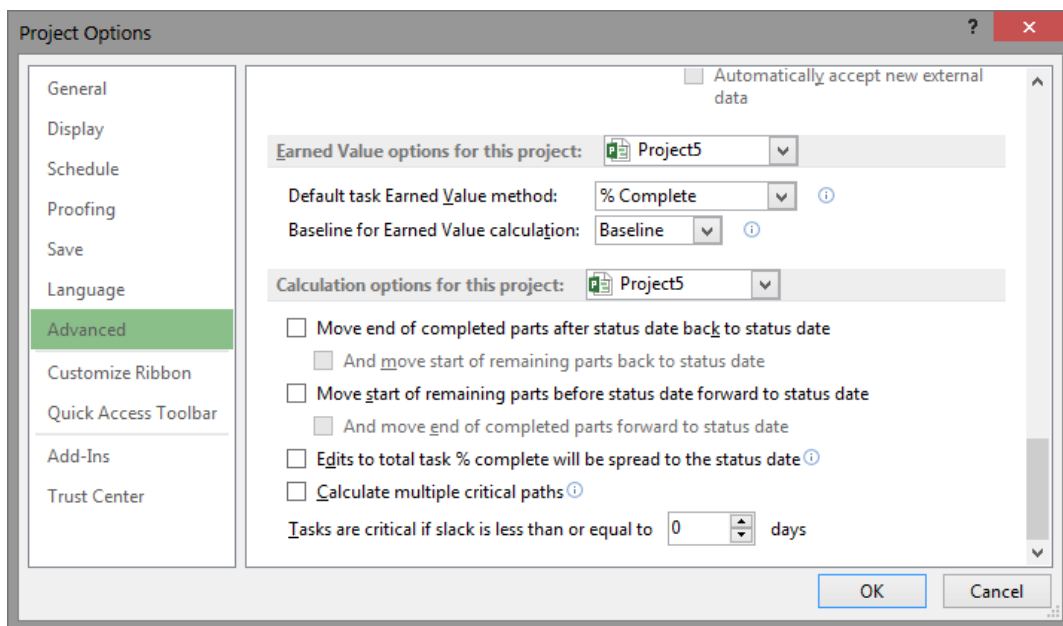 Project Options
?
General
Display
Schedule
Proofing
Save
Language
Advanced
Customize Ribbon
Quick Access Toolbar
Add-Ins
Trust Center
Automatically accept new external
data
Earned Value options for this project: Project5
Default task Earned Value method: % Complete
Baseline for Earned Value calculation: Baseline
Calculation options for this project: Project5
Move end of completed parts after status date back to status date
And move start of remaining parts back to status date
Move start of remaining parts before status date forward to status date
And move end of completed parts forward to status date
Edits to total task % complete will be spread to the status date
Calculate multiple critical paths
Tasks are critical if slack is less than or equal to 0 days
OK Cancel